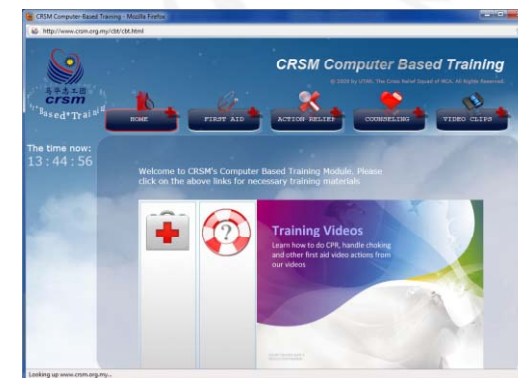 CRSM Computer Based Training - Mozilla Firefox
http://www.crsm.org.my/cbt/cbt.html
CRSM Computer Based Training
crsm
HOME
FIRST AID
ACTION RELIEF
COUNSELING
VIDEO CLIPS
The time now:
13:44:56
Welcome to CRSM's Computer Based Training Module. Please
click on the above links for necessary training materials
?
Training Videos
Learn how to do CPR, handle choking
and other first aid video actions from
our videos
Looking up www.crsm.org.my...